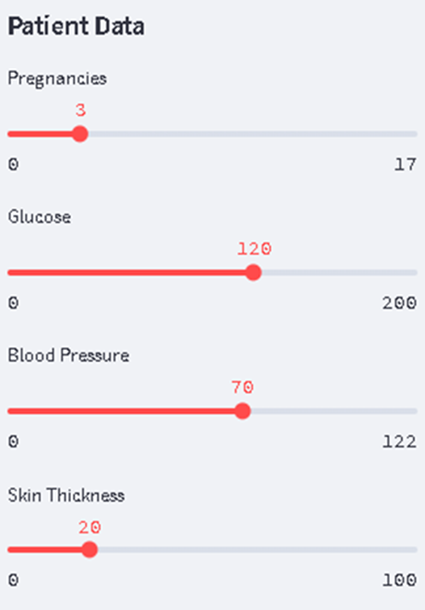 Patient Data
Pregnancies
3
0 17
Glucose
120
0 200
Blood Pressure
70
0 122
Skin Thickness
20
0 100